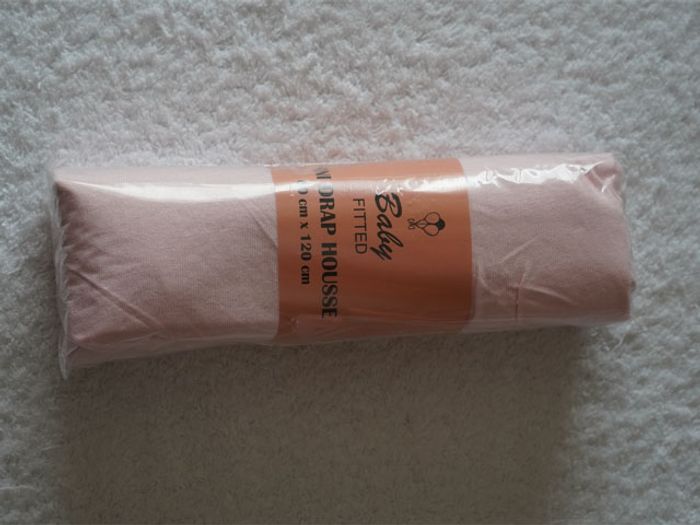 Baby
FITTED
DRAP HOUSSE
cm x 120 cm